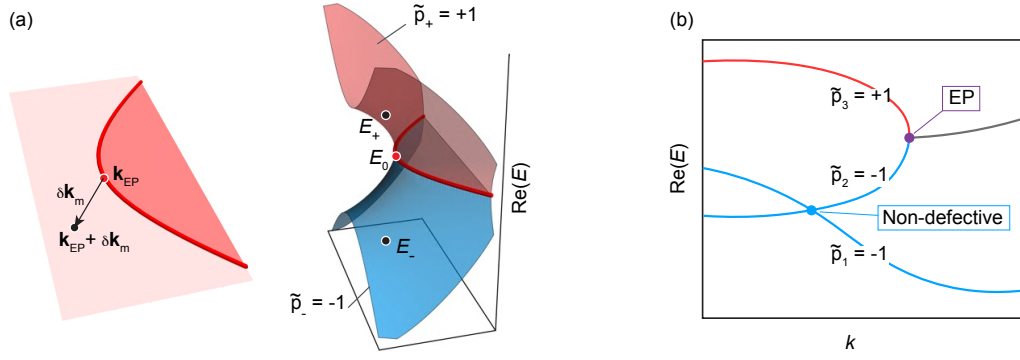 (a)
p̃₊ = +1
E₊
E₀
k_EP
δk_m
k_EP + δk_m
E₋
p̃₋ = -1
Re(E)
(b)
p̃₃ = +1
EP
p̃₂ = -1
Non-defective
p̃₁ = -1
Re(E)
k